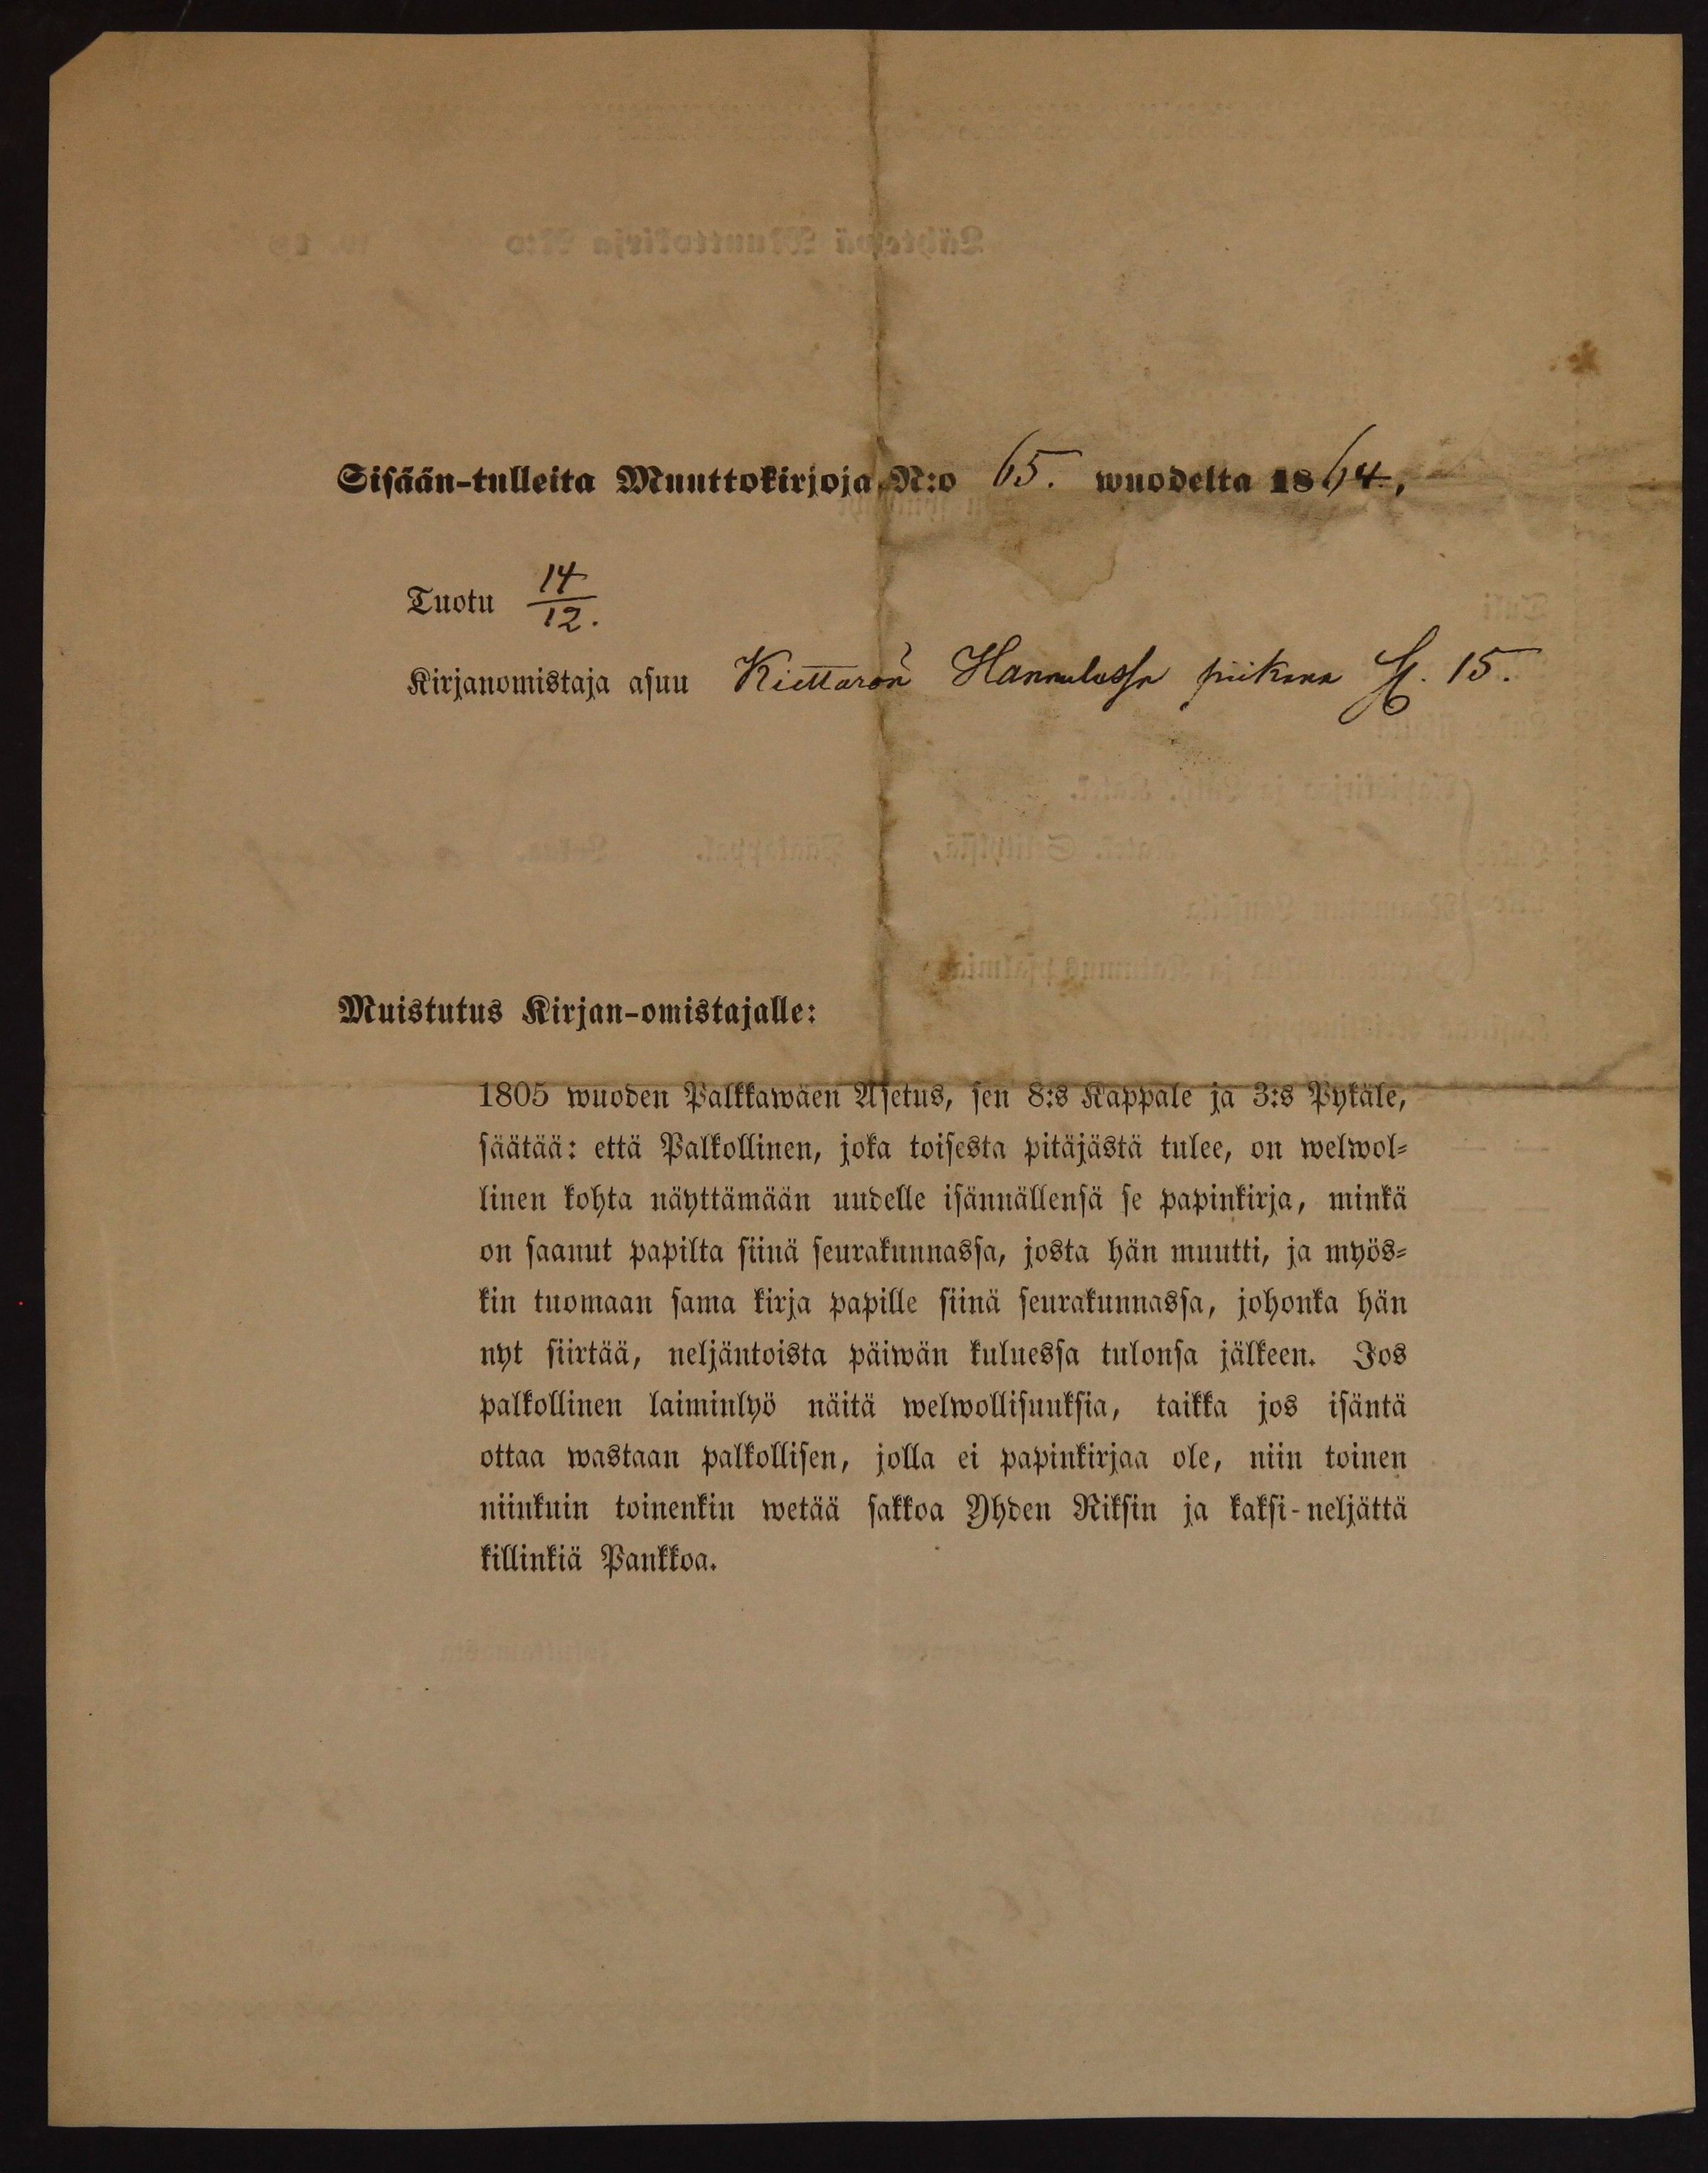 Sisään-tulleita Muuttokirjoja N:o 65. wuodelta 1864,
Tuotu 14/12.
Kirjanomistaja asuu Kiettarön Hannulassa piikana S. 15.
Muistutus Kirjan-omistajalle:
1805 wuoden Palkkawäen Asetus, sen 8:s Kappale ja 3:s Pykäle,
säätää: että Palkollinen, joka toisesta pitäjästä tulee, on welwol-
linen kohta näyttämään uudelle isännällensä se papinkirja, minkä
on saanut papilta siinä seurakunnassa, josta hän muutti, ja myös-
kin tuomaan sama kirja papille siinä seurakunnassa, johonka hän
nyt siirtää, neljäntoista päiwän kuluessa tulonsa jälkeen. Jos
palkollinen laiminlyö näitä welwollisuuksia, taikka jos isäntä
ottaa wastaan palkollisen, jolla ei papinkirjaa ole, niin toinen
niinkuin toinenkin wetää sakkoa Yhden Riksin ja kaksi-neljättä
killinkiä Pankkoa.